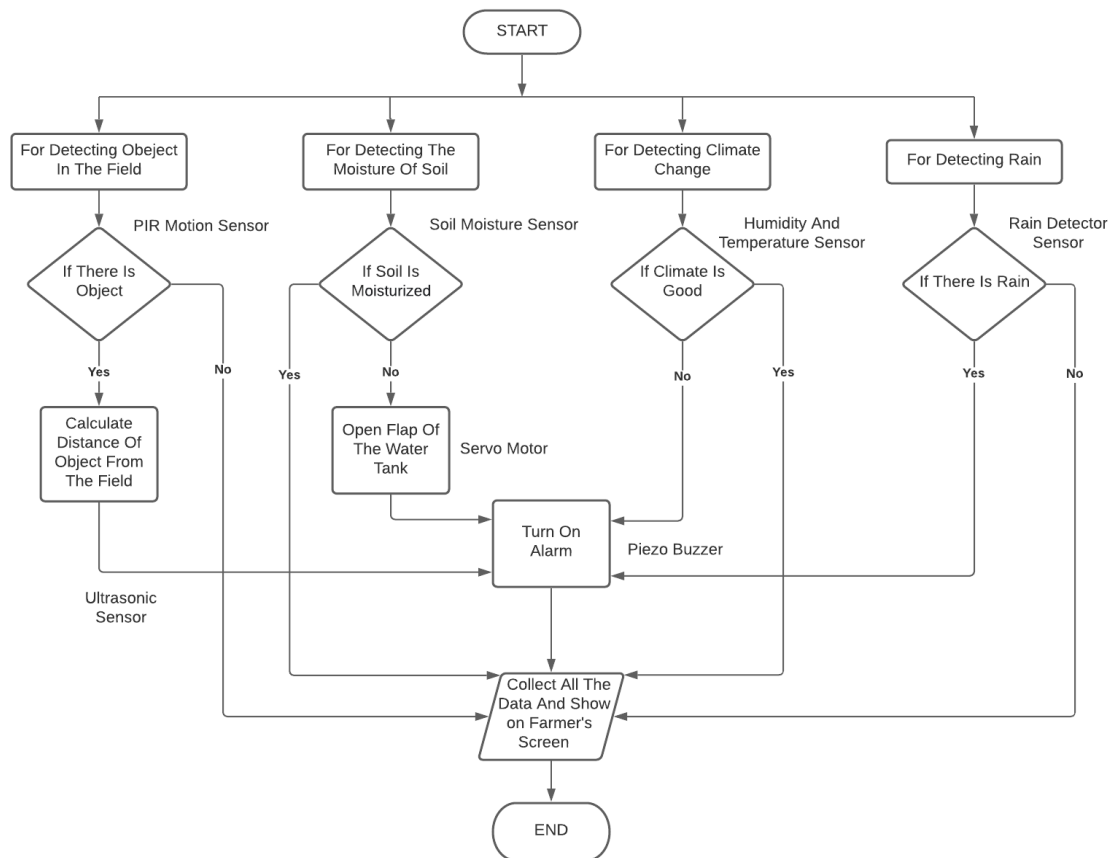 START
For Detecting Obeject
In The Field
For Detecting The
Moisture Of Soil
For Detecting Climate
Change
For Detecting Rain
PIR Motion Sensor
Soil Moisture Sensor
Humidity And
Temperature Sensor
Rain Detector
Sensor
If There Is
Object
If Soil Is
Moisturized
If Climate Is
Good
If There Is Rain
Yes
No
Yes
No
No
Yes
Yes
No
Calculate
Distance Of
Object From
The Field
Open Flap Of
The Water
Tank
Servo Motor
Turn On
Alarm
Piezo Buzzer
Ultrasonic
Sensor
Collect All The
Data And Show
on Farmer's
Screen
END